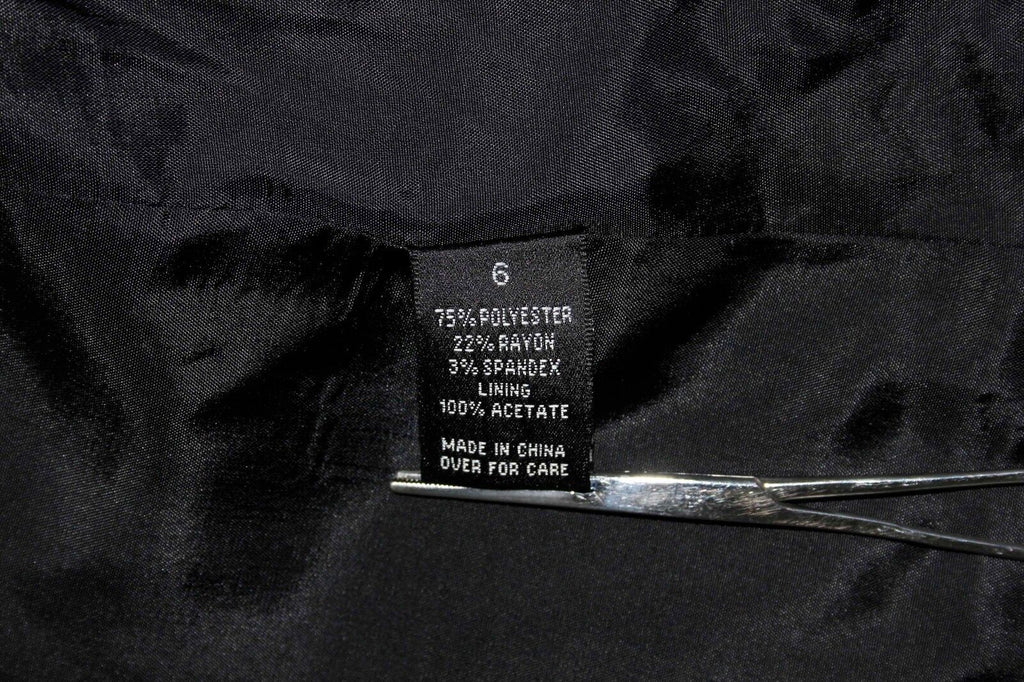 6
75% POLYESTER
22% RAYON
3% SPANDEX
LINING
100% ACETATE
MADE IN CHINA
OVER FOR CARE